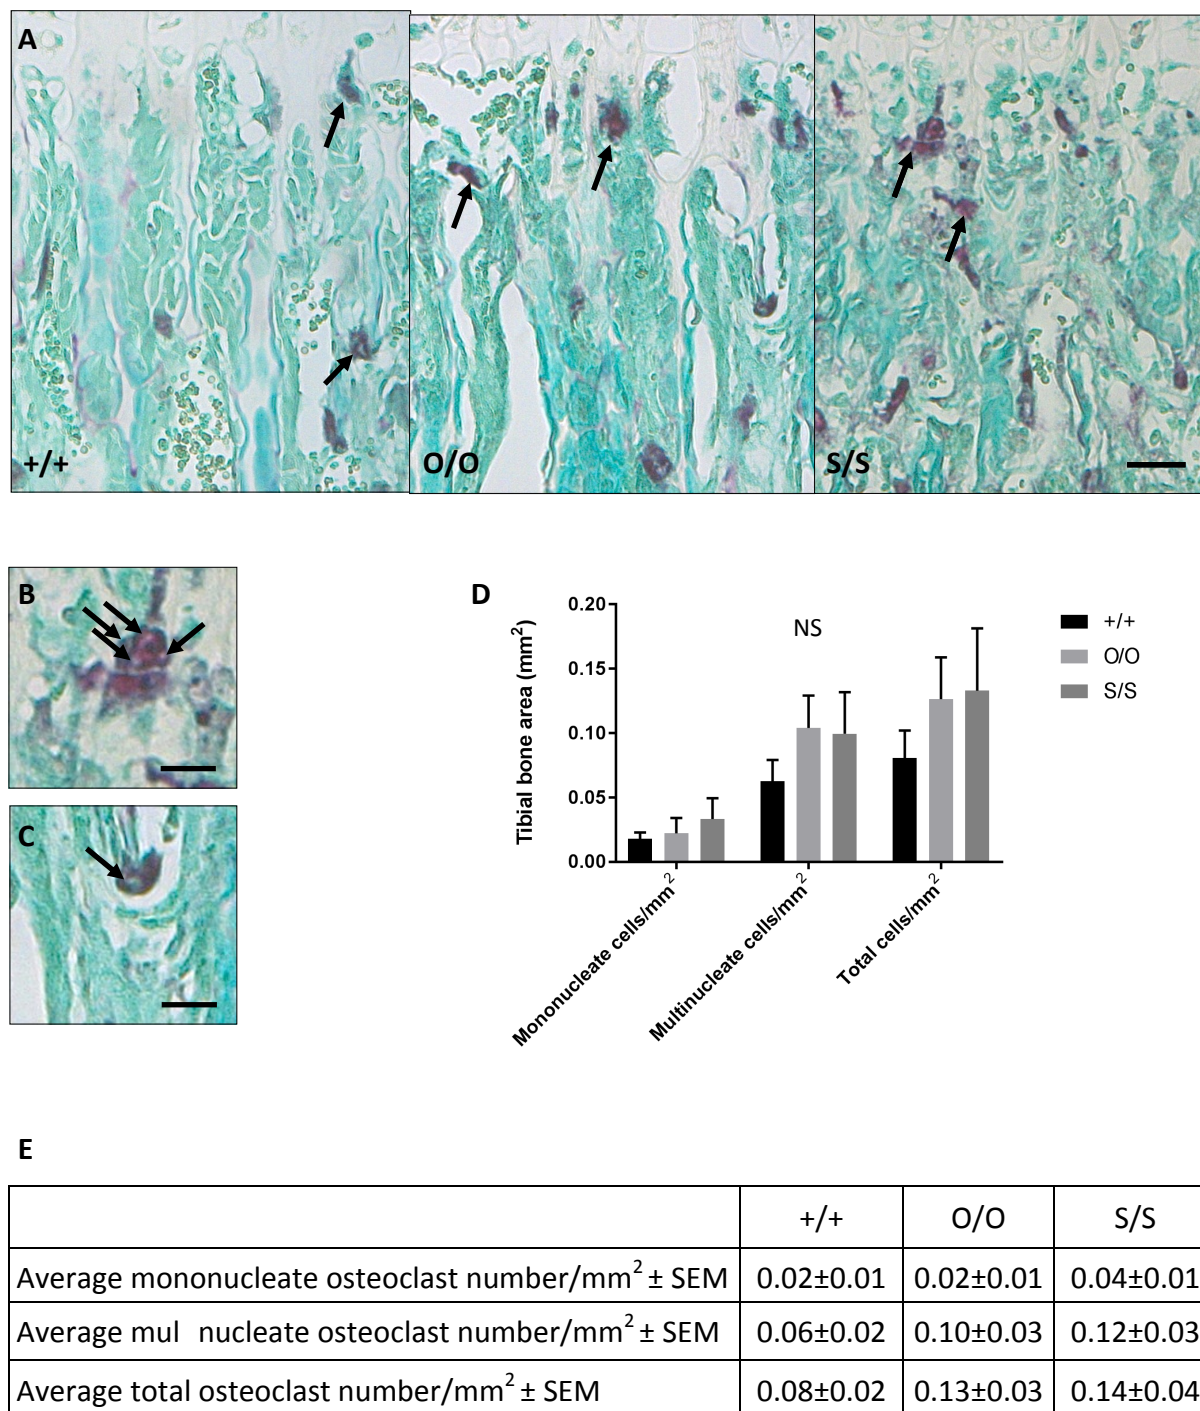 A
+/+
O/O
S/S
B
C
D
0.20
0.15
0.10
0.05
0.00
Tibial bone area (mm²)
NS
+/+
O/O
S/S
Mononucleate cells/mm²
Multinucleate cells/mm²
Total cells/mm²
E
+/+ O/O S/S
Average mononucleate osteoclast number/mm² ± SEM 0.02±0.01 0.02±0.01 0.04±0.01
Average mul nucleate osteoclast number/mm² ± SEM 0.06±0.02 0.10±0.03 0.12±0.03
Average total osteoclast number/mm² ± SEM 0.08±0.02 0.13±0.03 0.14±0.04